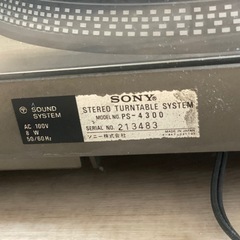 SOUND
SYSTEM
AC 100V
8 W
50/60Hz
SONY
STEREO TURNTABLE SYSTEM
MODEL NO. PS-4300
SERIAL NO. 213483
MADE IN JAPAN
ソニー株式会社